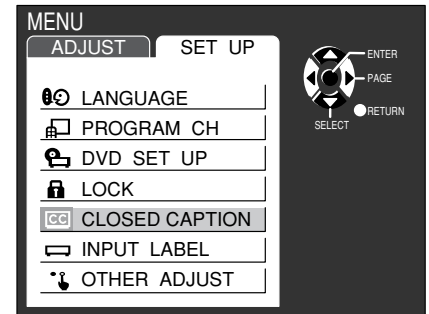 MENU
ADJUST SET UP
LANGUAGE
PROGRAM CH
DVD SET UP
LOCK
CC CLOSED CAPTION
INPUT LABEL
OTHER ADJUST
ENTER
PAGE
RETURN
SELECT